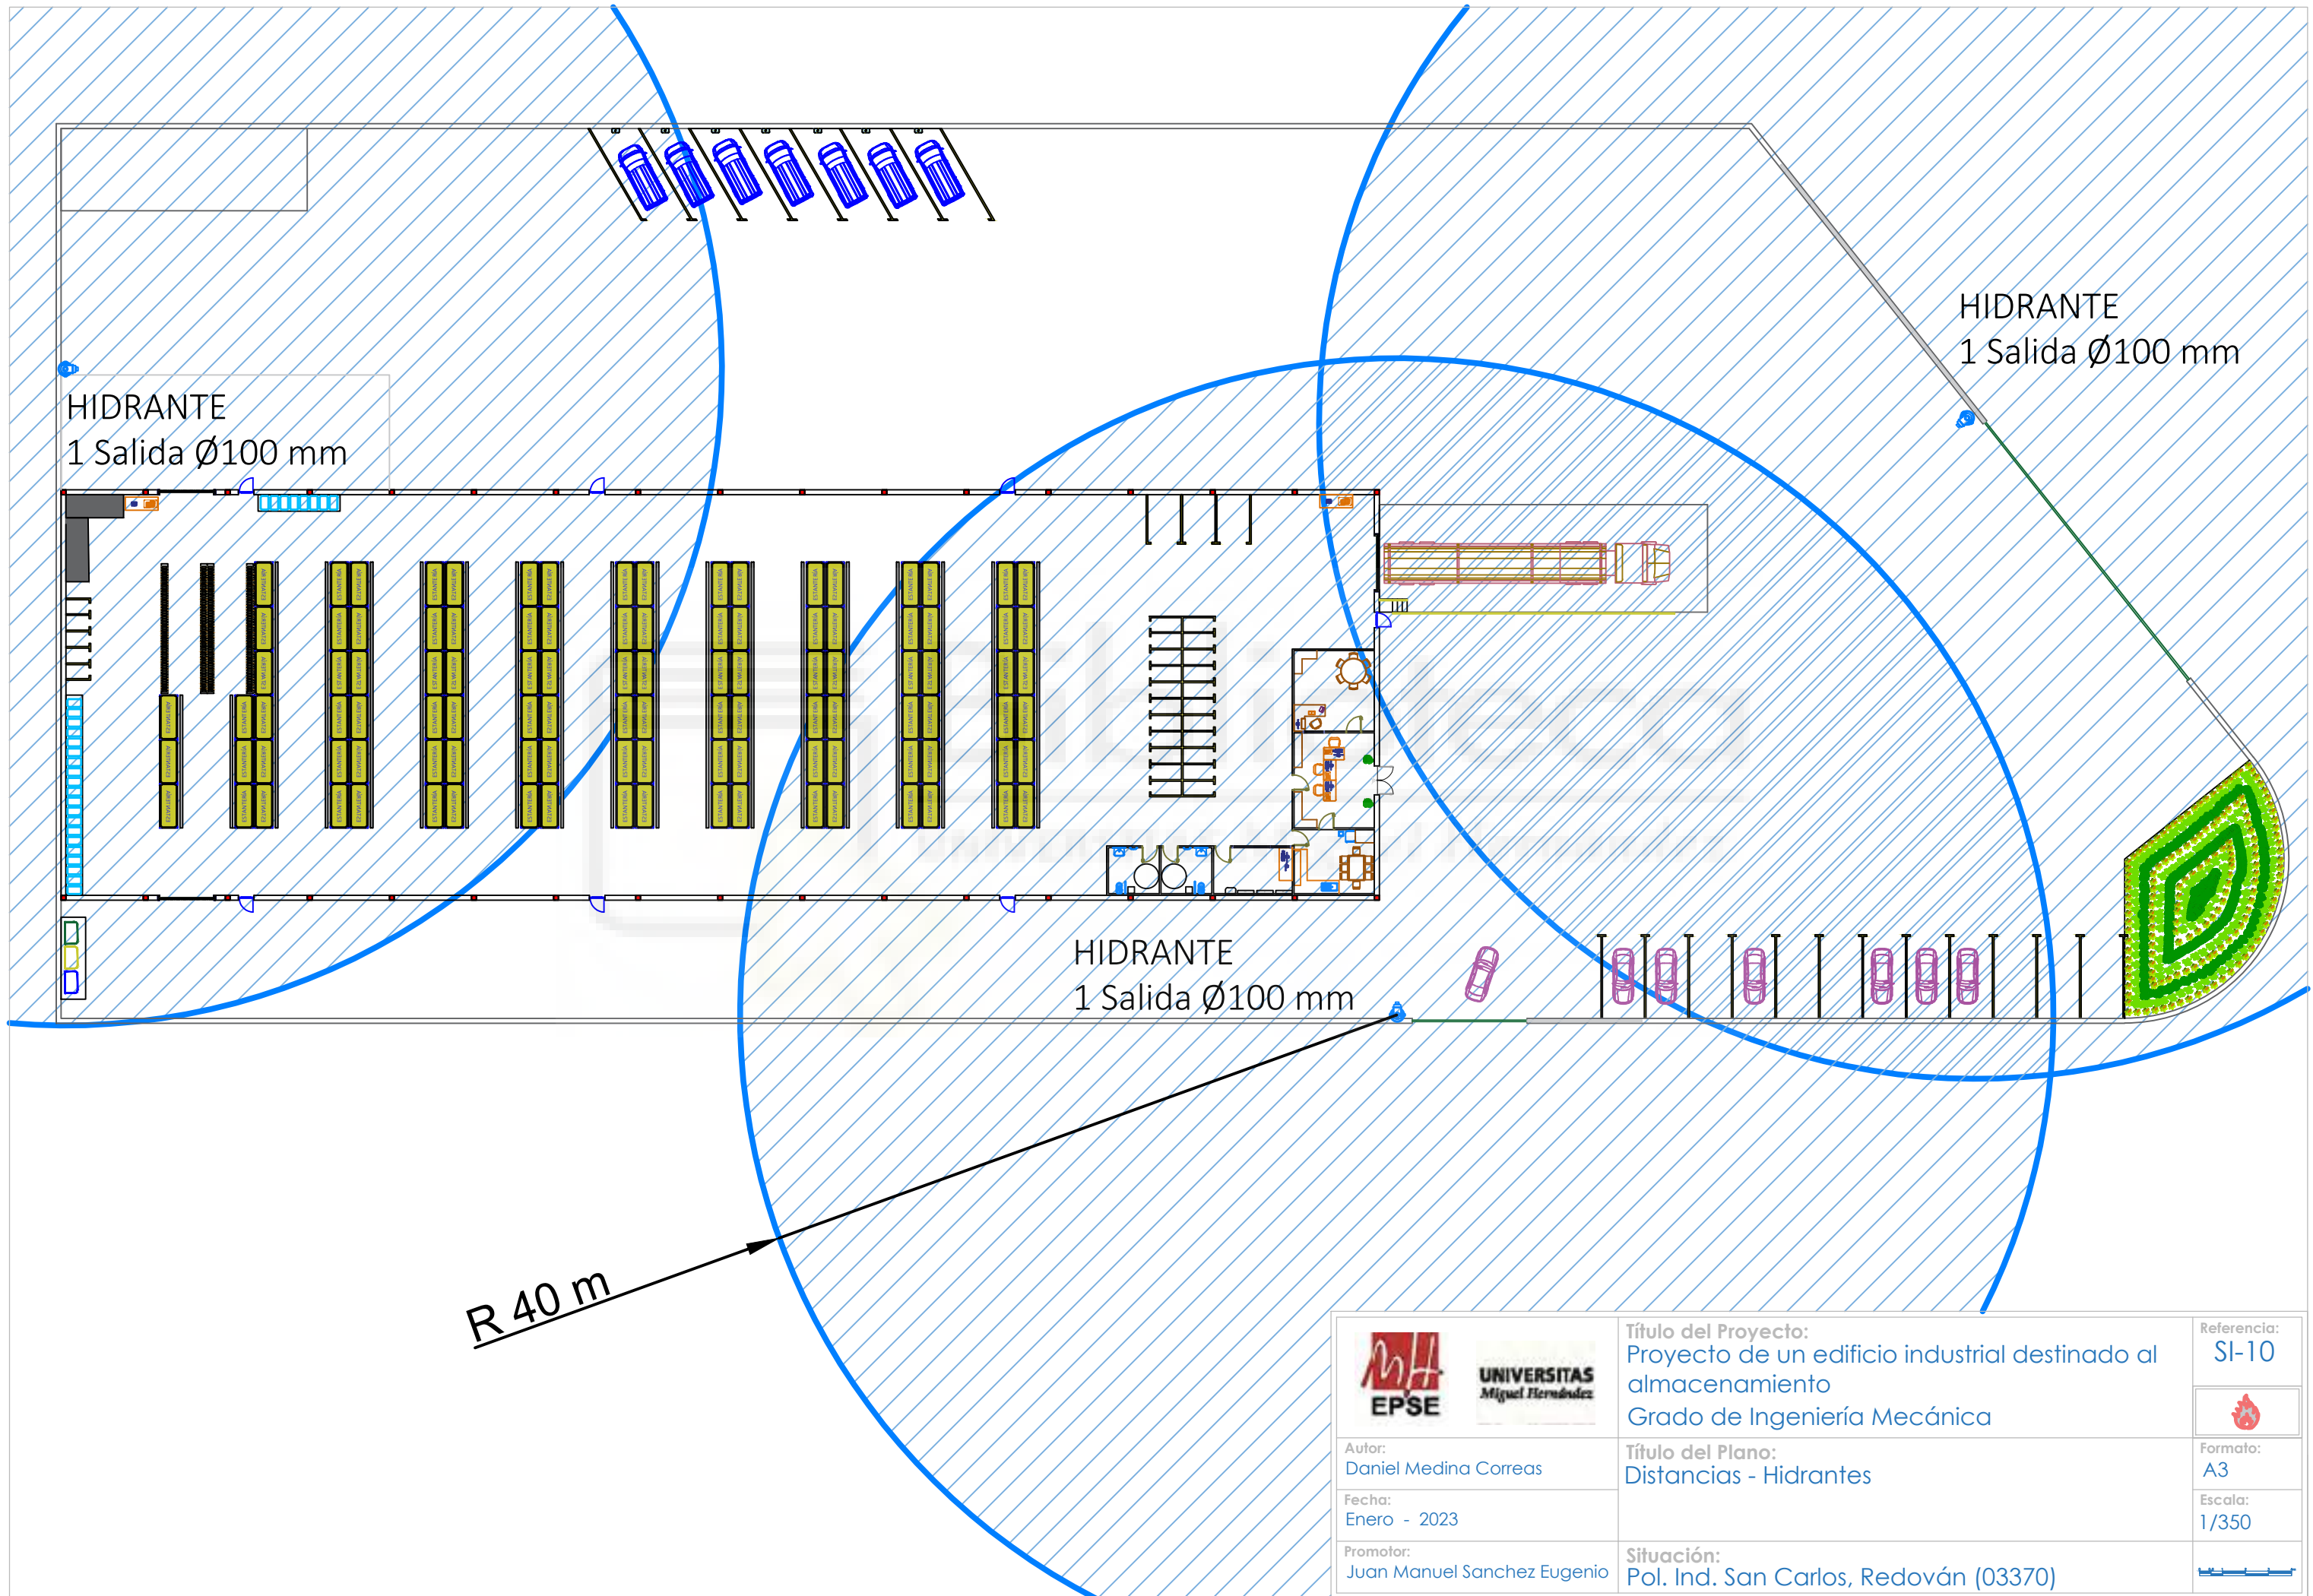 HIDRANTE
1 Salida Ø100 mm
HIDRANTE
1 Salida Ø100 mm
HIDRANTE
1 Salida Ø100 mm
R 40 m
EPSE
UNIVERSITAS
Miguel Hernández
Título del Proyecto:
Proyecto de un edificio industrial destinado al
almacenamiento
Grado de Ingeniería Mecánica
Referencia:
SI-10
Autor:
Daniel Medina Correas
Título del Plano:
Distancias - Hidrantes
Formato:
A3
Fecha:
Enero - 2023
Escala:
1/350
Promotor:
Juan Manuel Sanchez Eugenio
Situación:
Pol. Ind. San Carlos, Redován (03370)